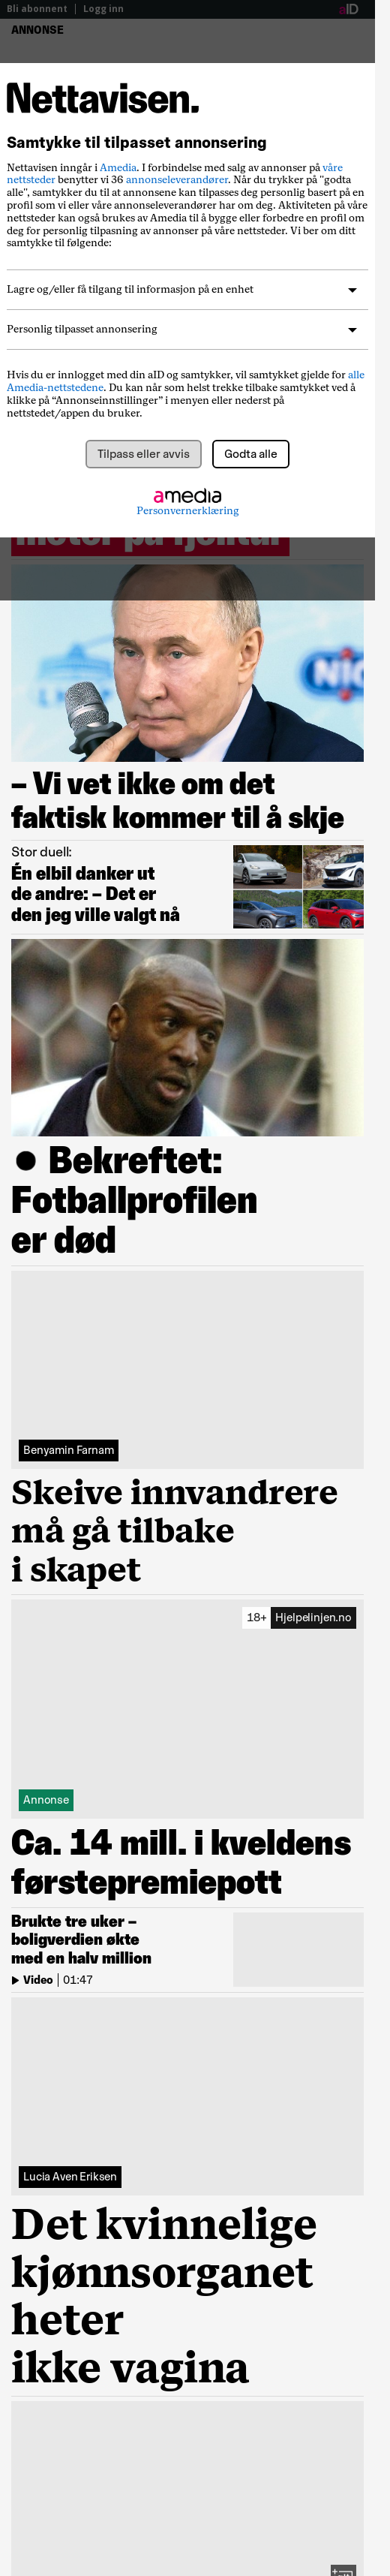 Bli abonnent | Logg inn aID
ANNONSE
Nettavisen.
Samtykke til tilpasset annonsering
Nettavisen inngår i Amedia. I forbindelse med salg av annonser på våre
nettsteder benytter vi 36 annonseleverandører. Når du trykker på "godta
alle", samtykker du til at annonsene kan tilpasses deg personlig basert på en
profil som vi eller våre annonseleverandører har om deg. Aktiviteten på våre
nettsteder kan også brukes av Amedia til å bygge eller forbedre en profil om
deg for personlig tilpasning av annonser på våre nettsteder. Vi ber om ditt
samtykke til følgende:
Lagre og/eller få tilgang til informasjon på en enhet
Personlig tilpasset annonsering
Hvis du er innlogget med din aID og samtykker, vil samtykket gjelde for alle
Amedia-nettstedene. Du kan når som helst trekke tilbake samtykket ved å
klikke på “Annonseinnstillinger” i menyen eller nederst på
nettstedet/appen du bruker.
Tilpass eller avvis Godta alle
amedia
Personvernerklæring
– Vi vet ikke om det
faktisk kommer til å skje
Stor duell:
Én elbil danker ut
de andre: – Det er
den jeg ville valgt nå
● Bekreftet:
Fotballprofilen
er død
Benyamin Farnam
Skeive innvandrere
må gå tilbake
i skapet
18+ Hjelpelinjen.no
Annonse
Ca. 14 mill. i kveldens
førstepremiepott
Brukte tre uker –
boligverdien økte
med en halv million
Video | 01:47
Lucia Aven Eriksen
Det kvinnelige
kjønnsorganet
heter
ikke vagina